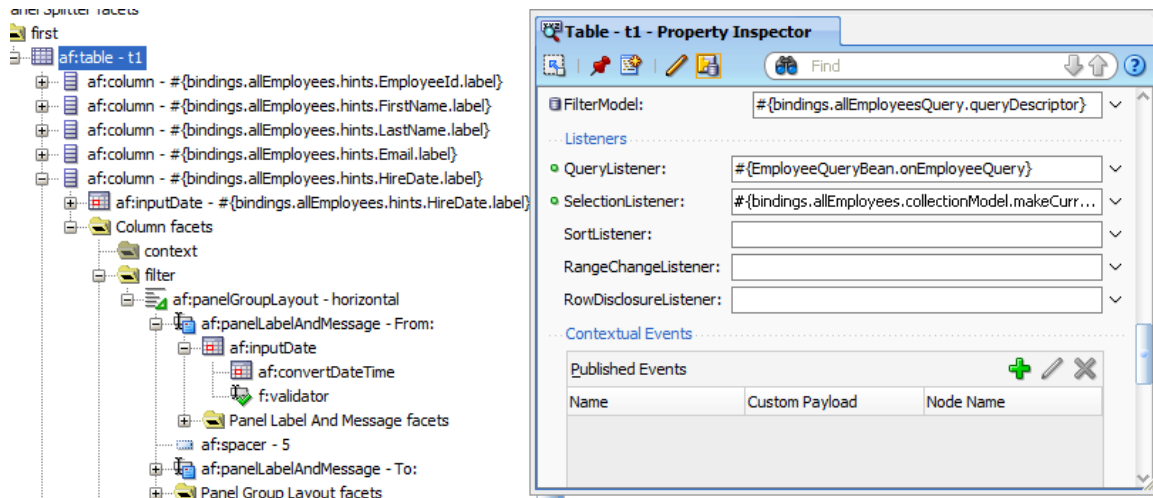 anel Splitter facets
first
af:table - t1
af:column - #{bindings.allEmployees.hints.EmployeeId.label}
af:column - #{bindings.allEmployees.hints.FirstName.label}
af:column - #{bindings.allEmployees.hints.LastName.label}
af:column - #{bindings.allEmployees.hints.Email.label}
af:column - #{bindings.allEmployees.hints.HireDate.label}
af:inputDate - #{bindings.allEmployees.hints.HireDate.label}
Column facets
context
filter
af:panelGroupLayout - horizontal
af:panelLabelAndMessage - From:
af:inputDate
af:convertDateTime
f:validator
Panel Label And Message facets
af:spacer - 5
af:panelLabelAndMessage - To:
Panel Group Layout facets
Table - t1 - Property Inspector
Find
FilterModel: #{bindings.allEmployeesQuery.queryDescriptor}
Listeners
QueryListener: #{EmployeeQueryBean.onEmployeeQuery}
SelectionListener: #{bindings.allEmployees.collectionModel.makeCurr...
SortListener:
RangeChangeListener:
RowDisclosureListener:
Contextual Events
Published Events
Name Custom Payload Node Name